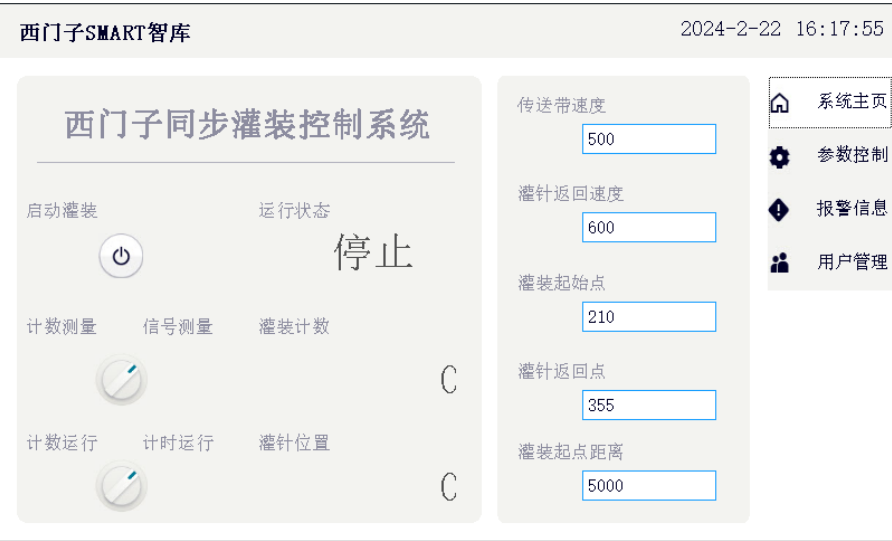 西门子SMART智库
2024-2-22 16:17:55
西门子同步灌装控制系统
启动灌装 运行状态
停止
计数测量 信号测量 灌装计数
计数运行 计时运行 灌针位置
传送带速度
500
灌针返回速度
600
灌装起始点
210
灌针返回点
355
灌装起点距离
5000
系统主页
参数控制
报警信息
用户管理